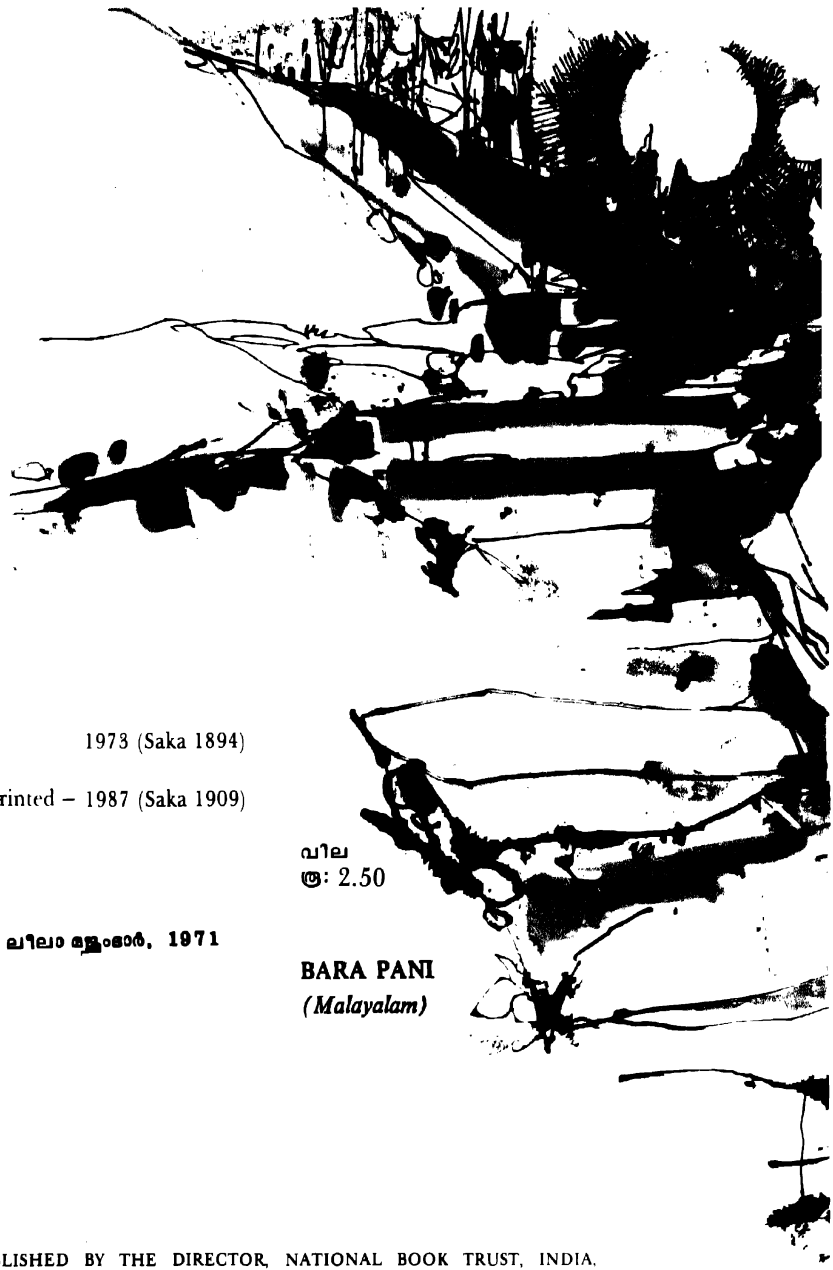 1973 (Saka 1894)
rinted – 1987 (Saka 1909)
വില
രൂ: 2.50
ലീലാ മജുംദാർ, 1971
BARA PANI
(Malayalam)
LISHED BY THE DIRECTOR, NATIONAL BOOK TRUST, INDIA.